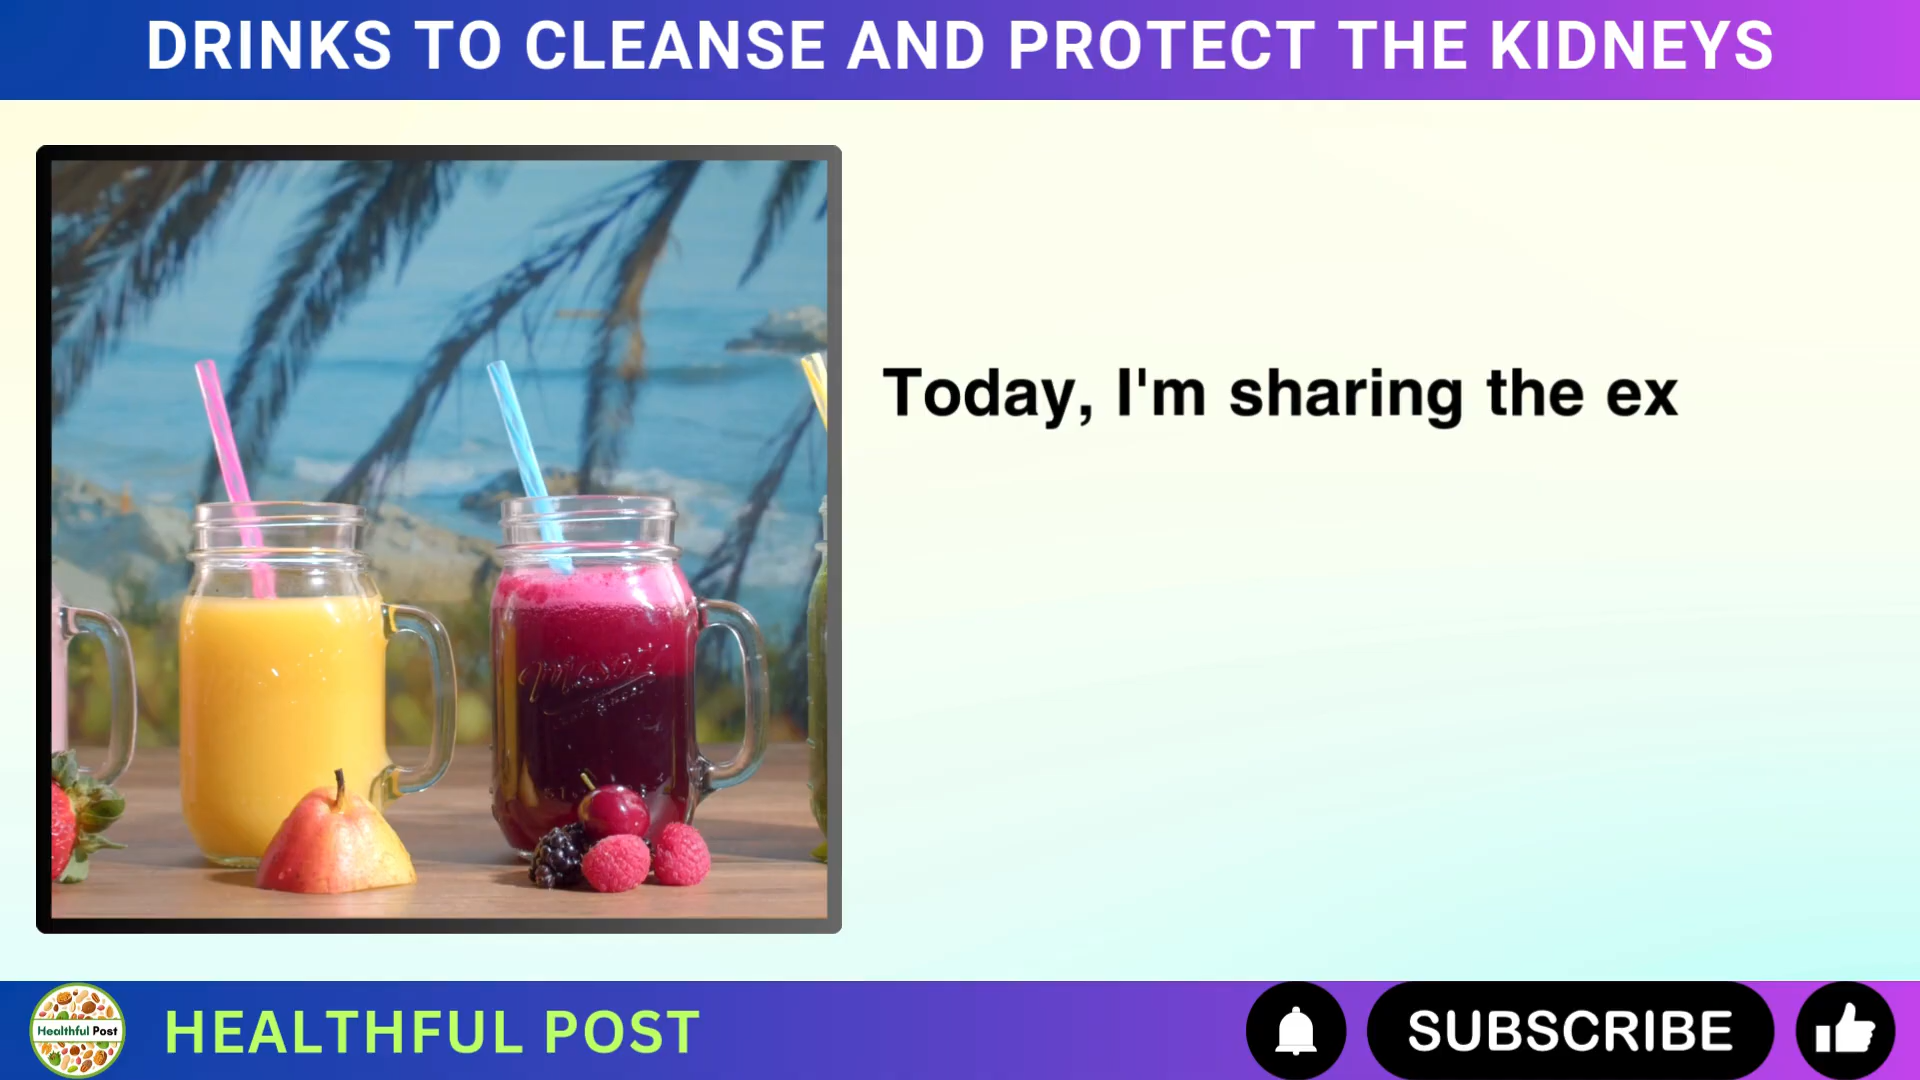 DRINKS TO CLEANSE AND PROTECT THE KIDNEYS
Today, I'm sharing the ex
Healthful Post
HEALTHFUL POST
SUBSCRIBE